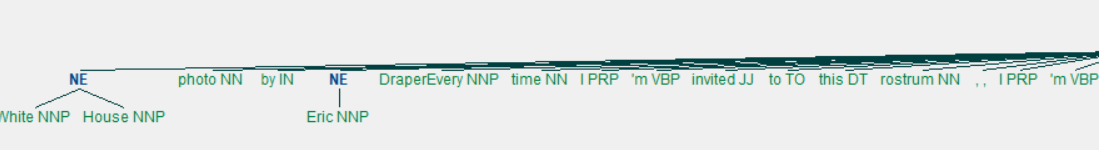 NE photo NN by IN NE DraperEvery NNP time NN I PRP 'm VBP invited JJ to TO this DT rostrum NN , , I PRP 'm VBP
White NNP House NNP Eric NNP